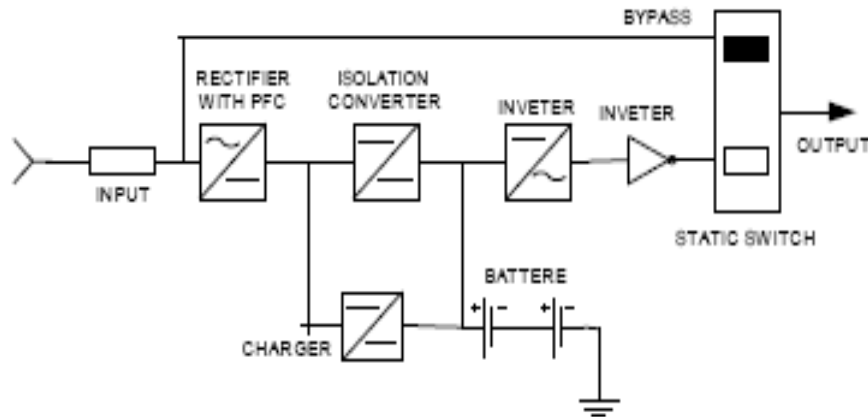 BYPASS
RECTIFIER
WITH PFC
ISOLATION
CONVERTER
INVETER
INVETER
INPUT
OUTPUT
STATIC SWITCH
BATTERE
+ - + -
CHARGER